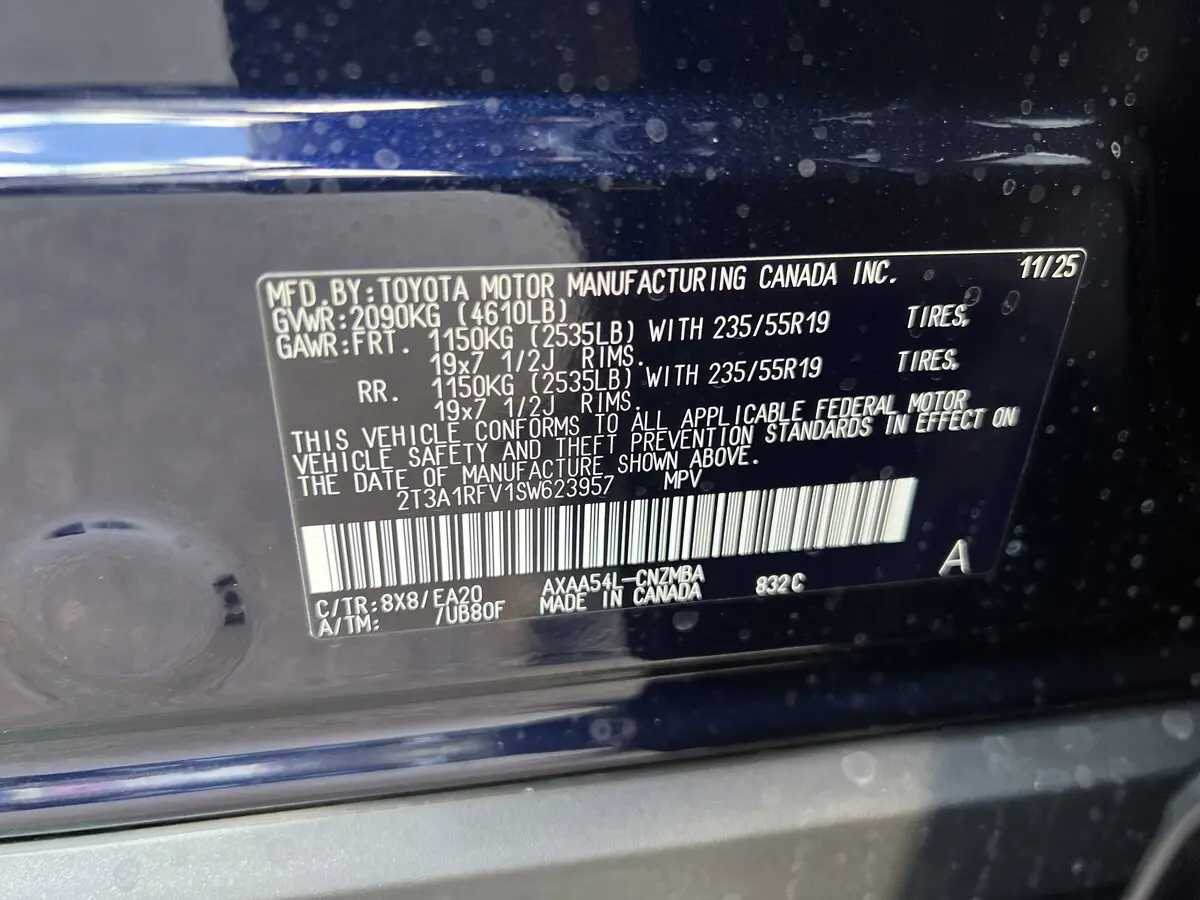 MFD.BY:TOYOTA MOTOR MANUFACTURING CANADA INC. 11/25
GVWR:2090KG (4610LB)
GAWR:FRT. 1150KG (2535LB) WITH 235/55R19 TIRES,
19x7 1/2J RIMS.
RR. 1150KG (2535LB) WITH 235/55R19 TIRES,
19x7 1/2J RIMS.
THIS VEHICLE CONFORMS TO ALL APPLICABLE FEDERAL MOTOR
VEHICLE SAFETY AND THEFT PREVENTION STANDARDS IN EFFECT ON
THE DATE OF MANUFACTURE SHOWN ABOVE.
2T3A1RFV1SW623957 MPV
C/TR:8X8/EA20 AXAA54L-CNZMBA 832C A
A/TM: /UB80F MADE IN CANADA